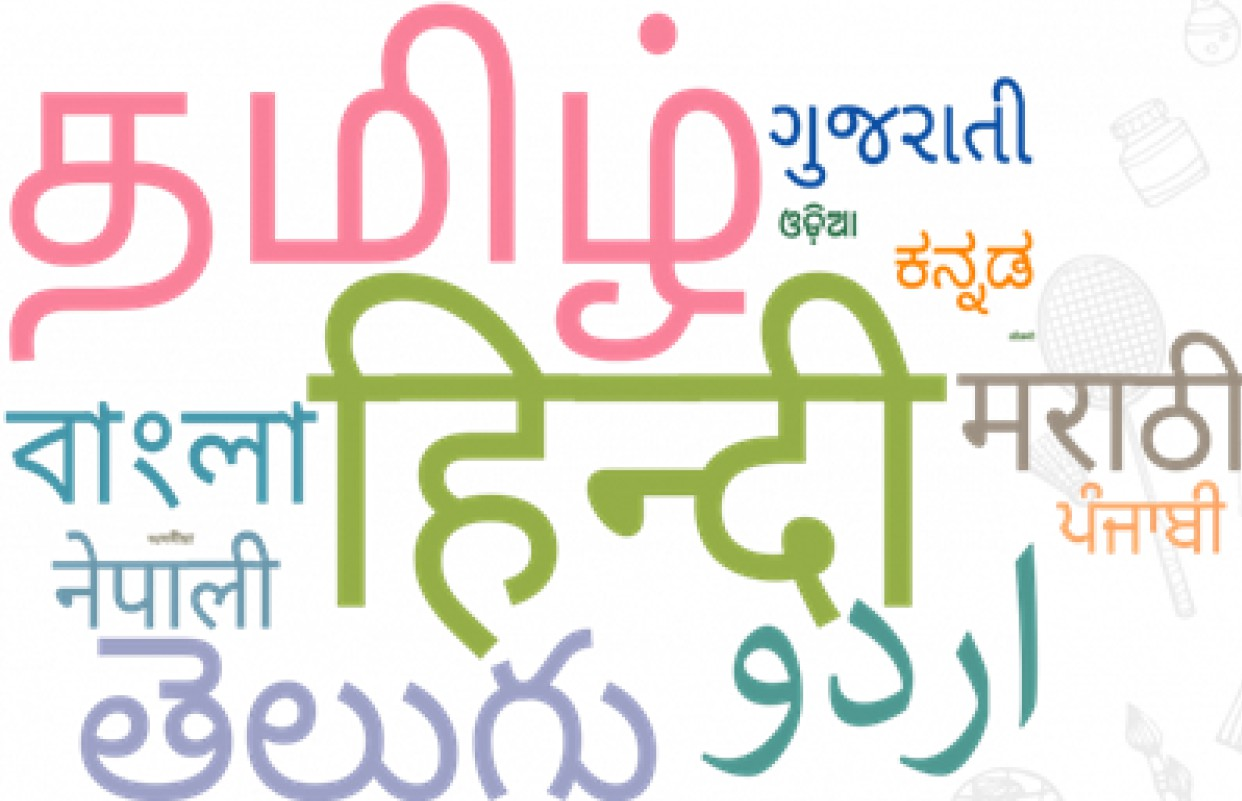 தமிழ்
ગુજરાતી
ଓଡ଼ିଆ
ಕನ್ನಡ
हिन्दी
मराठी
বাংলা
ਪੰਜਾਬੀ
नेपाली
اردو
తెలుగు